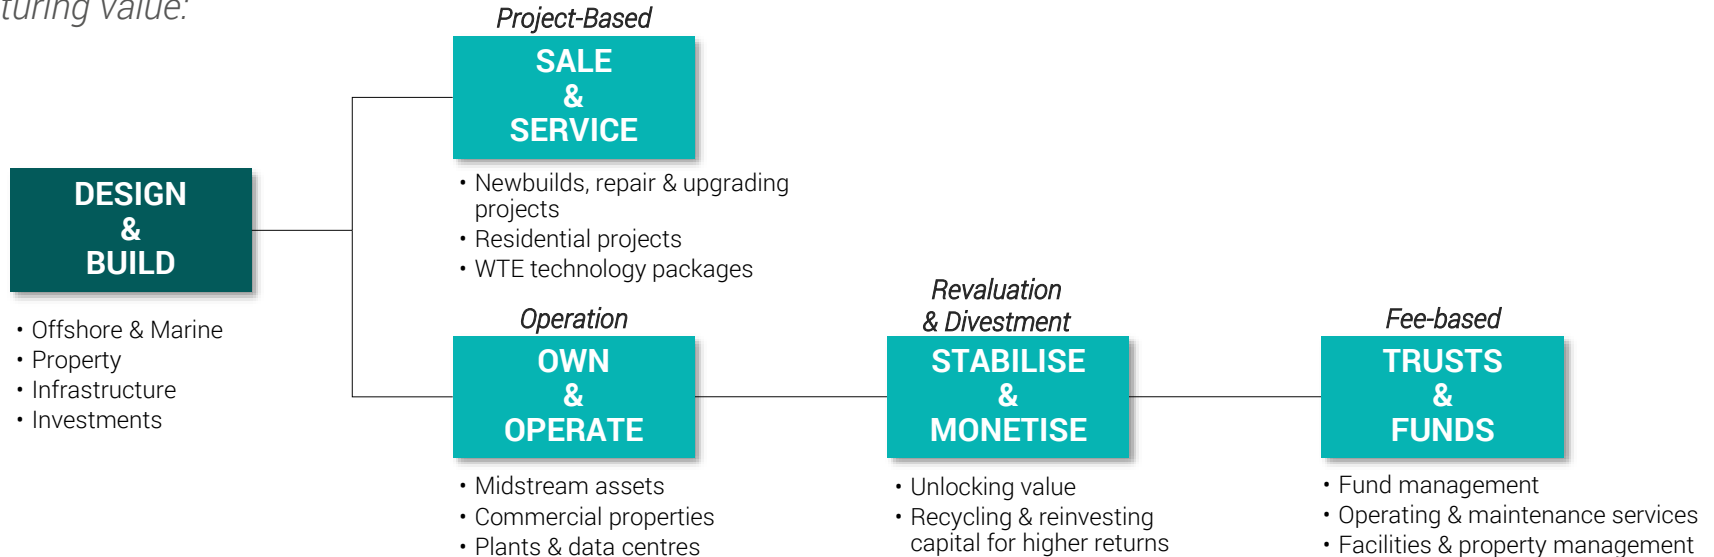 value:
Project-Based
SALE
&
SERVICE
• Newbuilds, repair & upgrading
projects
• Residential projects
• WTE technology packages
DESIGN
&
BUILD
• Offshore & Marine
• Property
• Infrastructure
• Investments
Operation
OWN
&
OPERATE
• Midstream assets
• Commercial properties
• Plants & data centres
Revaluation
& Divestment
STABILISE
&
MONETISE
• Unlocking value
• Recycling & reinvesting
capital for higher returns
Fee-based
TRUSTS
&
FUNDS
• Fund management
• Operating & maintenance services
• Facilities & property management